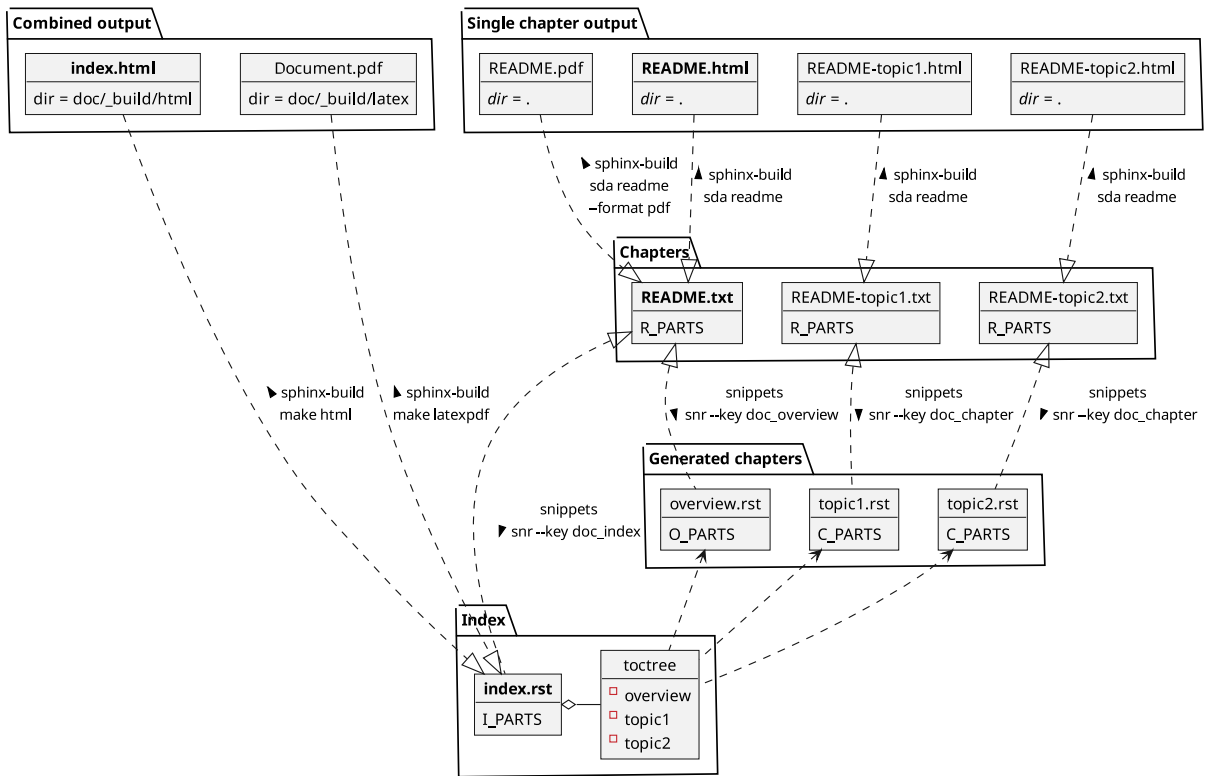 Combined output
index.html
dir = doc/_build/html
Document.pdf
dir = doc/_build/latex
Single chapter output
README.pdf
dir = .
README.html
dir = .
README-topic1.html
dir = .
README-topic2.html
dir = .
sphinx-build
sda readme
–format pdf
sphinx-build
sda readme
sphinx-build
sda readme
sphinx-build
sda readme
Chapters
README.txt
R_PARTS
README-topic1.txt
R_PARTS
README-topic2.txt
R_PARTS
sphinx-build
make html
sphinx-build
make latexpdf
snippets
snr --key doc_overview
snippets
snr --key doc_chapter
snippets
snr –key doc_chapter
Generated chapters
overview.rst
O_PARTS
topic1.rst
C_PARTS
topic2.rst
C_PARTS
snippets
snr --key doc_index
Index
index.rst
I_PARTS
toctree
overview
topic1
topic2